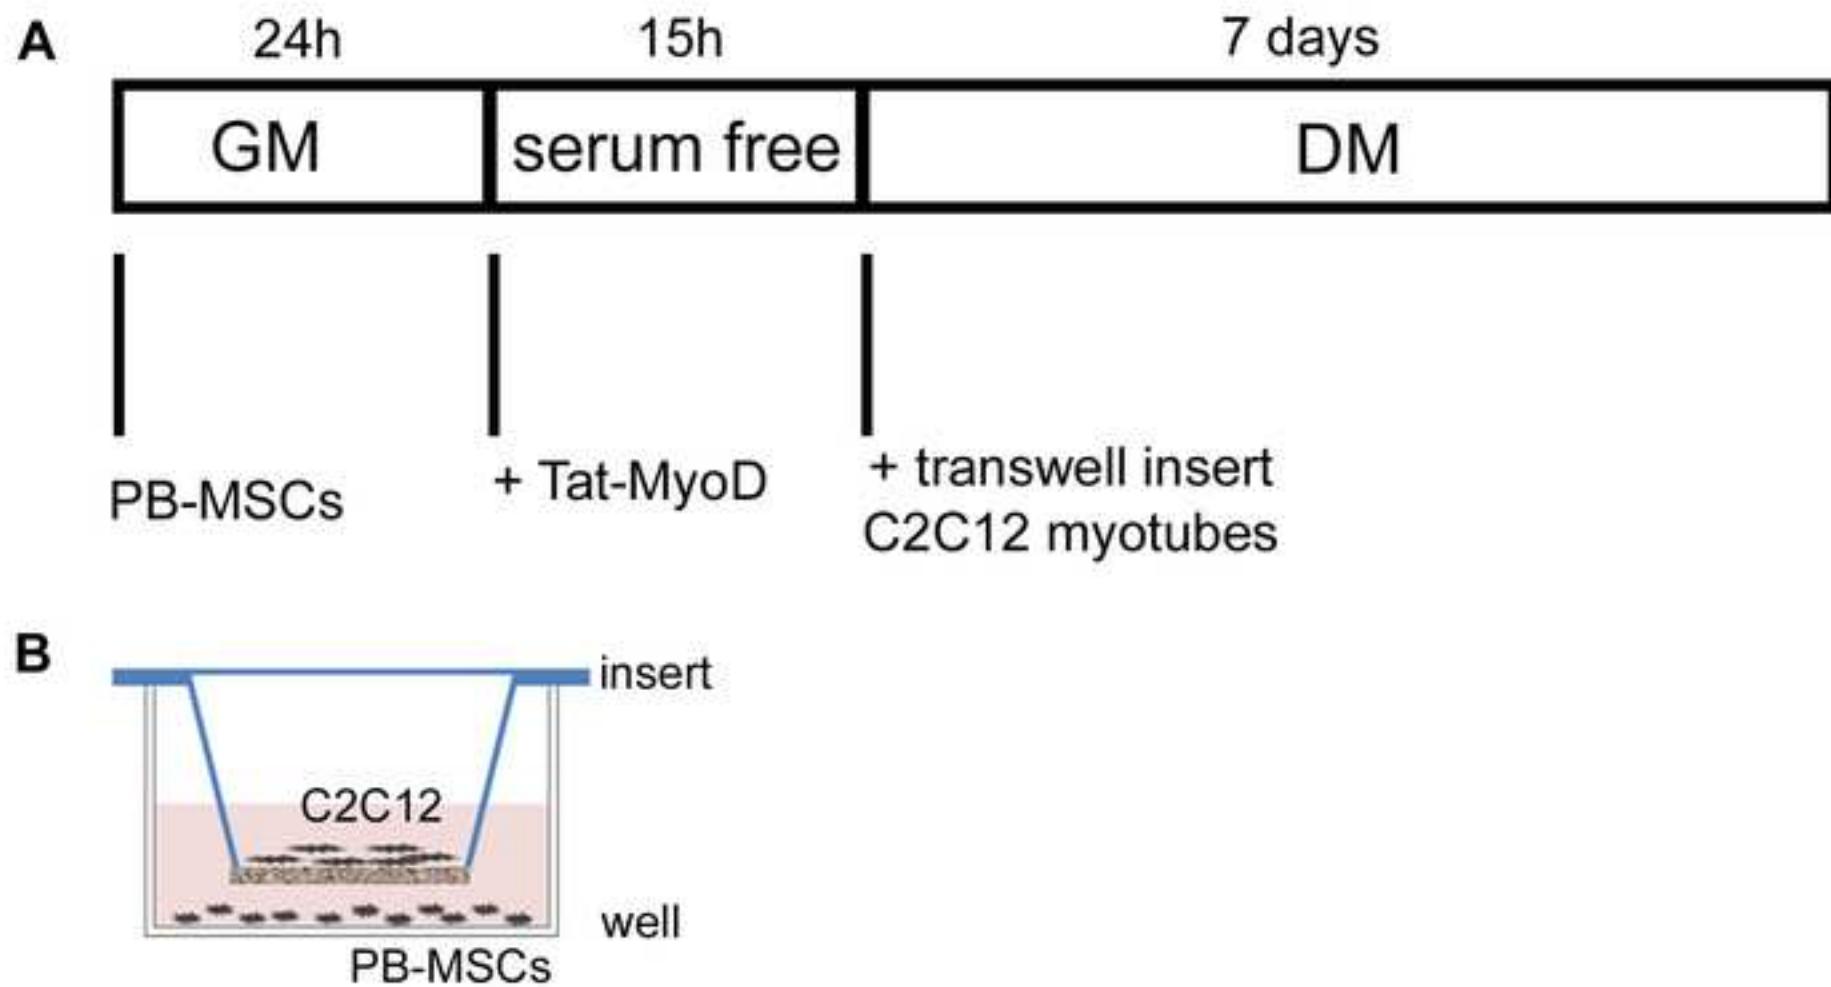 A
24h 15h 7 days
GM serum free DM
PB-MSCs + Tat-MyoD + transwell insert
C2C12 myotubes
B
insert
C2C12
well
PB-MSCs